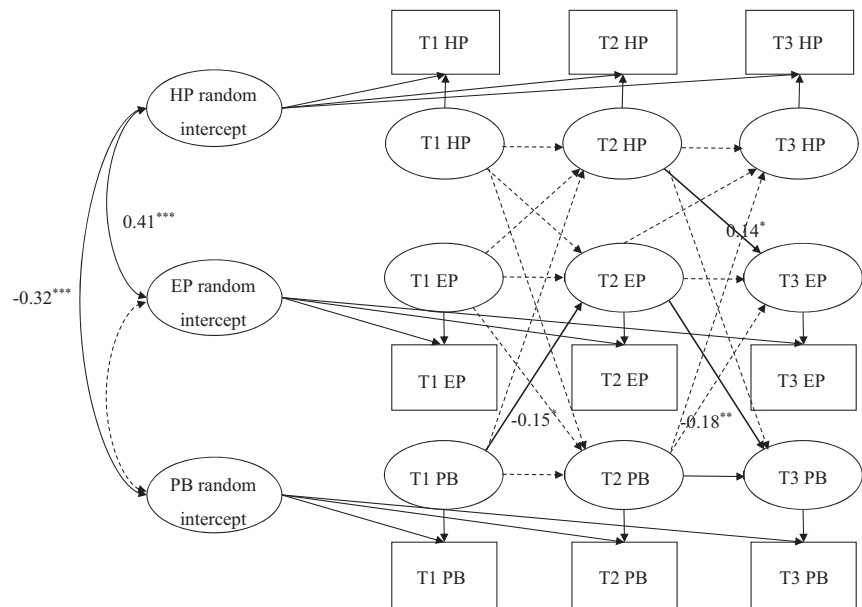 T1 HP
T2 HP
T3 HP
HP random
intercept
T1 HP
T2 HP
T3 HP
0.41***
0.14*
-0.32***
EP random
intercept
T1 EP
T2 EP
T3 EP
T1 EP
T2 EP
T3 EP
-0.15*
-0.18**
PB random
intercept
T1 PB
T2 PB
T3 PB
T1 PB
T2 PB
T3 PB